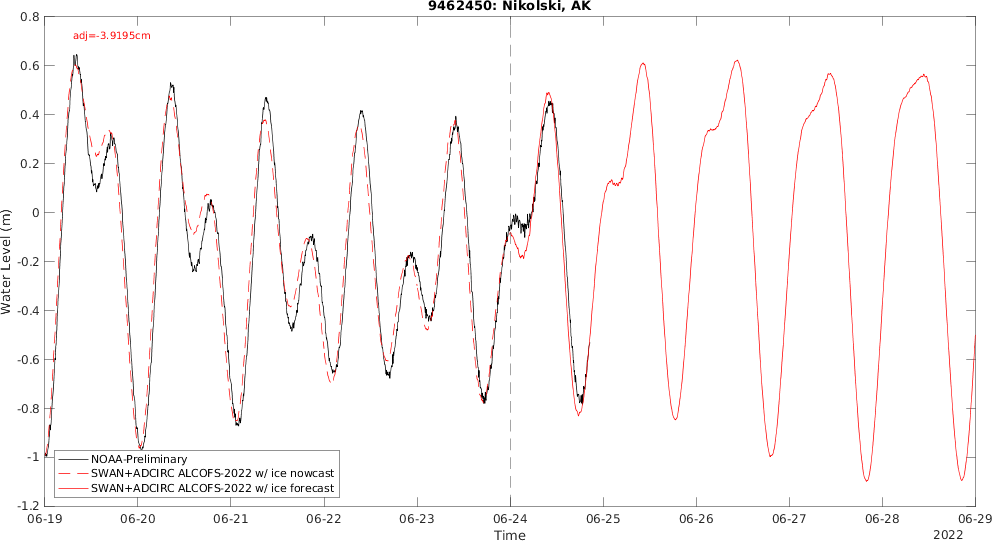 9462450: Nikolski, AK
adj=-3.9195cm
Water Level (m)
0.8
0.6
0.4
0.2
0
-0.2
-0.4
-0.6
-0.8
-1
-1.2
NOAA-Preliminary
SWAN+ADCIRC ALCOFS-2022 w/ ice nowcast
SWAN+ADCIRC ALCOFS-2022 w/ ice forecast
06-19 06-20 06-21 06-22 06-23 06-24 06-25 06-26 06-27 06-28 06-29
Time
2022